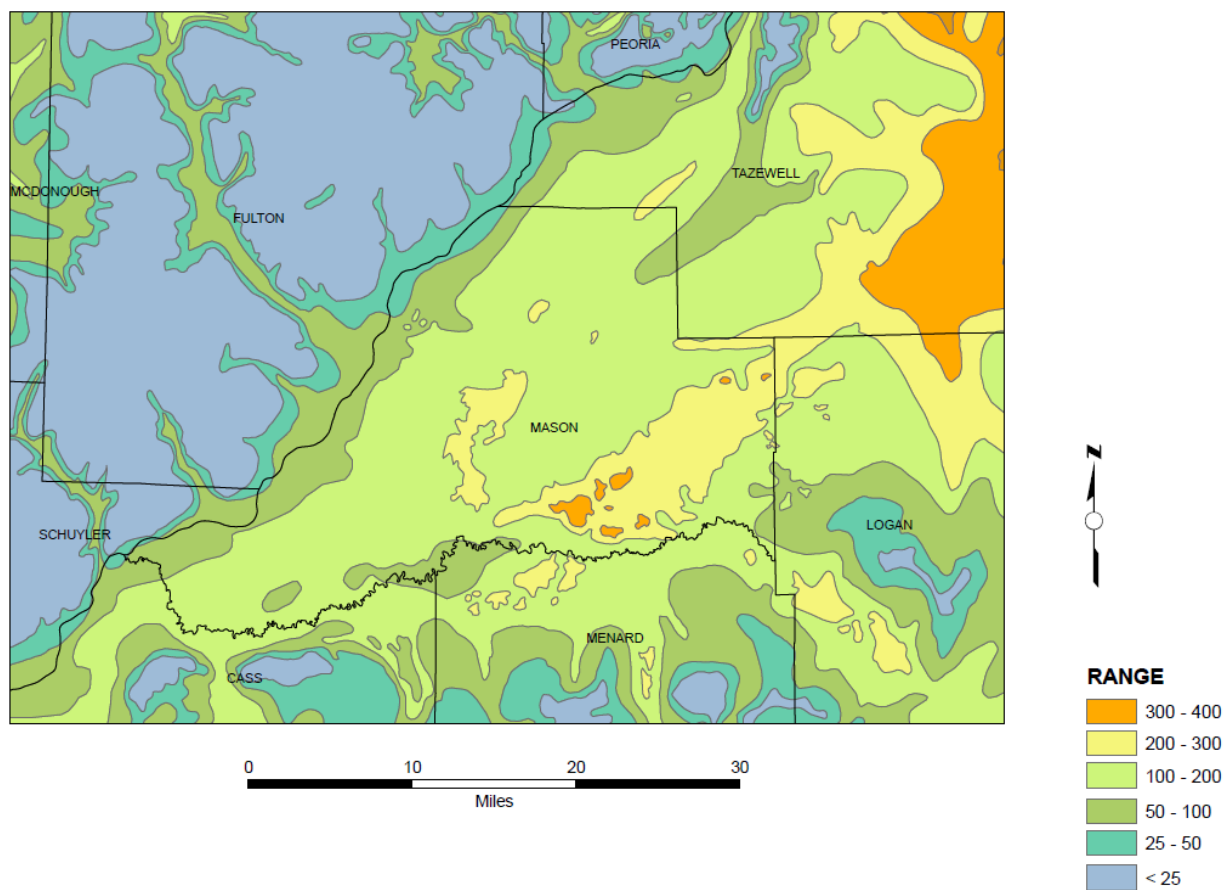 PEORIA
TAZEWELL
MCDONOUGH
FULTON
MASON
SCHUYLER
LOGAN
MENARD
CASS
N
RANGE
300 - 400
200 - 300
100 - 200
50 - 100
25 - 50
< 25
0 10 20 30
Miles